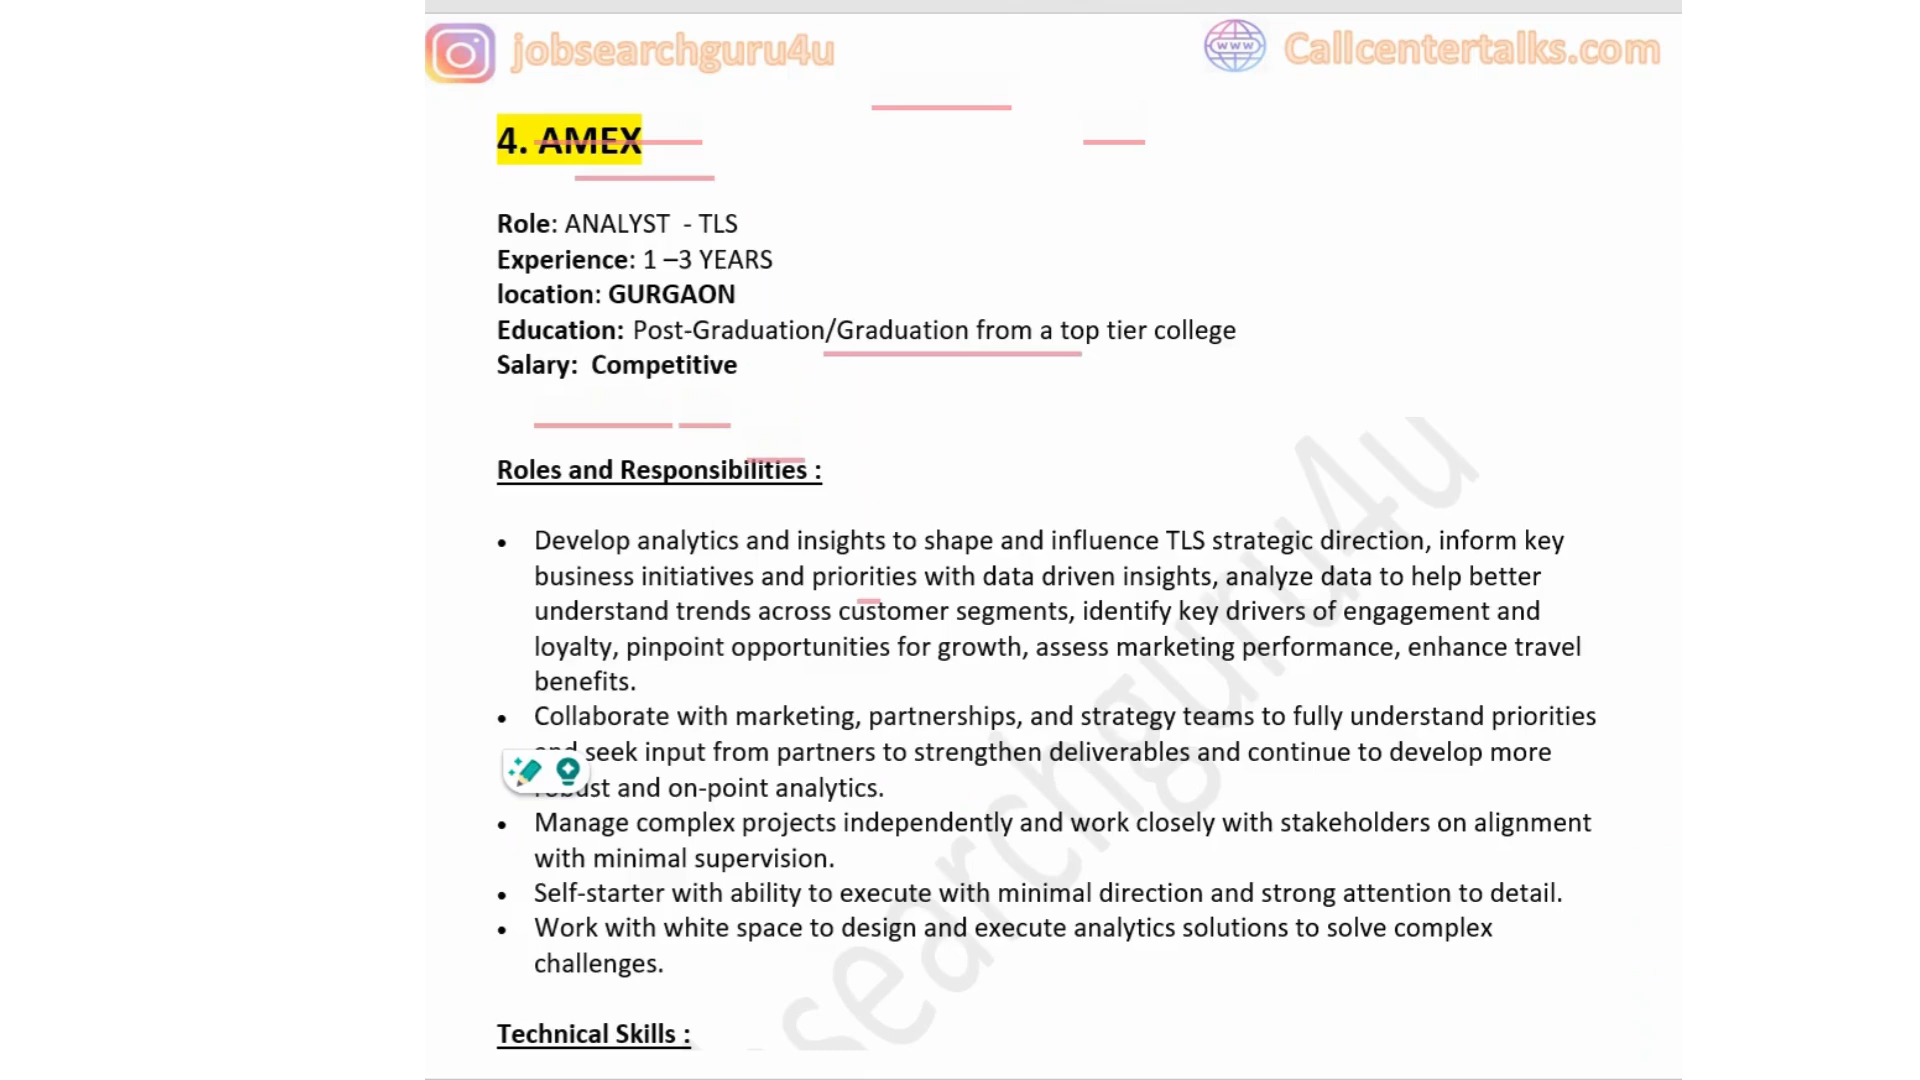 jobsearchguru4u
www Callcentertalks.com
4. AMEX
Role: ANALYST - TLS
Experience: 1 –3 YEARS
location: GURGAON
Education: Post-Graduation/Graduation from a top tier college
Salary: Competitive
Roles and Responsibilities :
• Develop analytics and insights to shape and influence TLS strategic direction, inform key
business initiatives and priorities with data driven insights, analyze data to help better
understand trends across customer segments, identify key drivers of engagement and
loyalty, pinpoint opportunities for growth, assess marketing performance, enhance travel
benefits.
• Collaborate with marketing, partnerships, and strategy teams to fully understand priorities
and seek input from partners to strengthen deliverables and continue to develop more
robust and on-point analytics.
• Manage complex projects independently and work closely with stakeholders on alignment
with minimal supervision.
• Self-starter with ability to execute with minimal direction and strong attention to detail.
• Work with white space to design and execute analytics solutions to solve complex
challenges.
Technical Skills :
searchguru4u